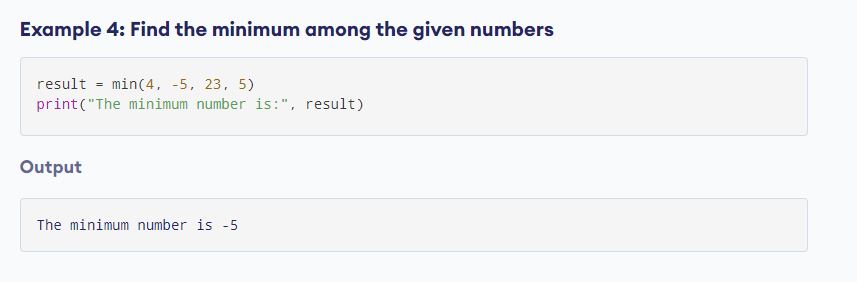 Example 4: Find the minimum among the given numbers
result = min(4, -5, 23, 5)
print("The minimum number is:", result)
Output
The minimum number is -5